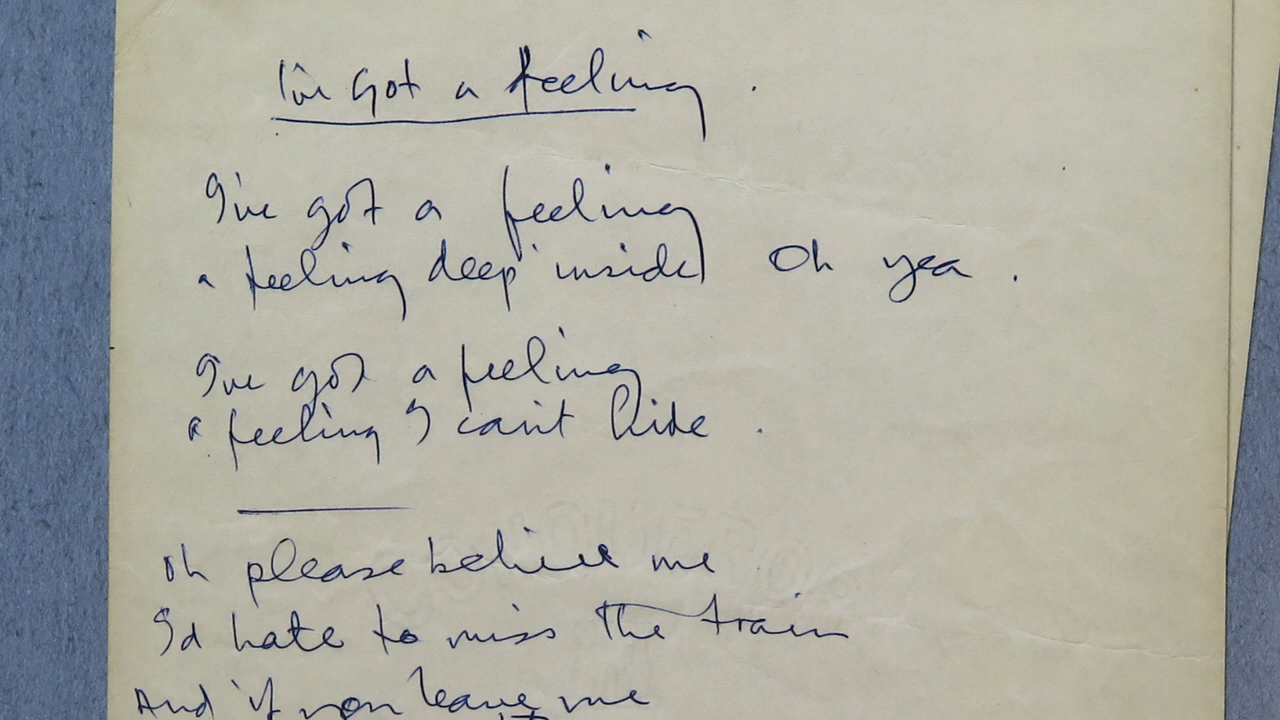 I've Got a feeling.
I've got a feeling
a feeling deep inside Oh yea.
I've got a feeling
a feeling I can't hide.
oh please believe me
I'd hate to miss the train
And if you leave me